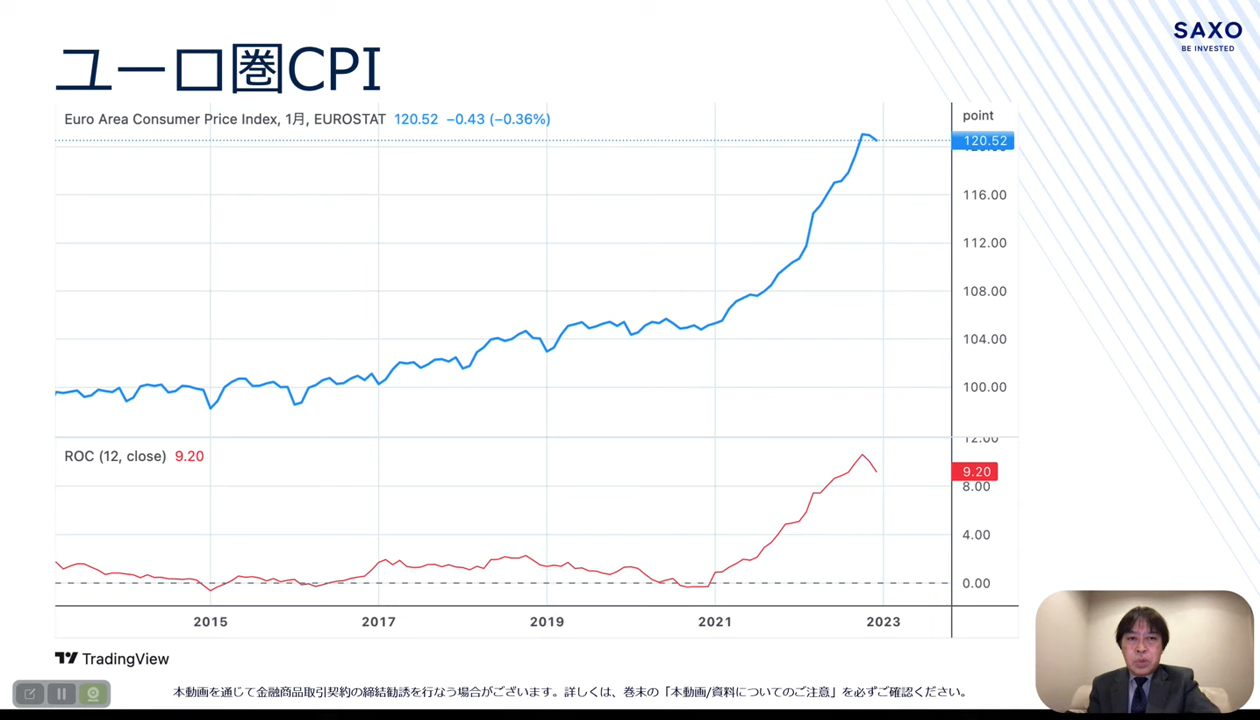 SAXO
BE INVESTED
ユーロ圏CPI
Euro Area Consumer Price Index, 1月, EUROSTAT 120.52 −0.43 (−0.36%)
point
120.52
116.00
112.00
108.00
104.00
100.00
ROC (12, close) 9.20
12.00
9.20
8.00
4.00
0.00
2015 2017 2019 2021 2023
TradingView
本動画を通じて金融商品取引契約の締結勧誘を行なう場合がございます。詳しくは、巻末の「本動画/資料についてのご注意」を必ずご確認ください。